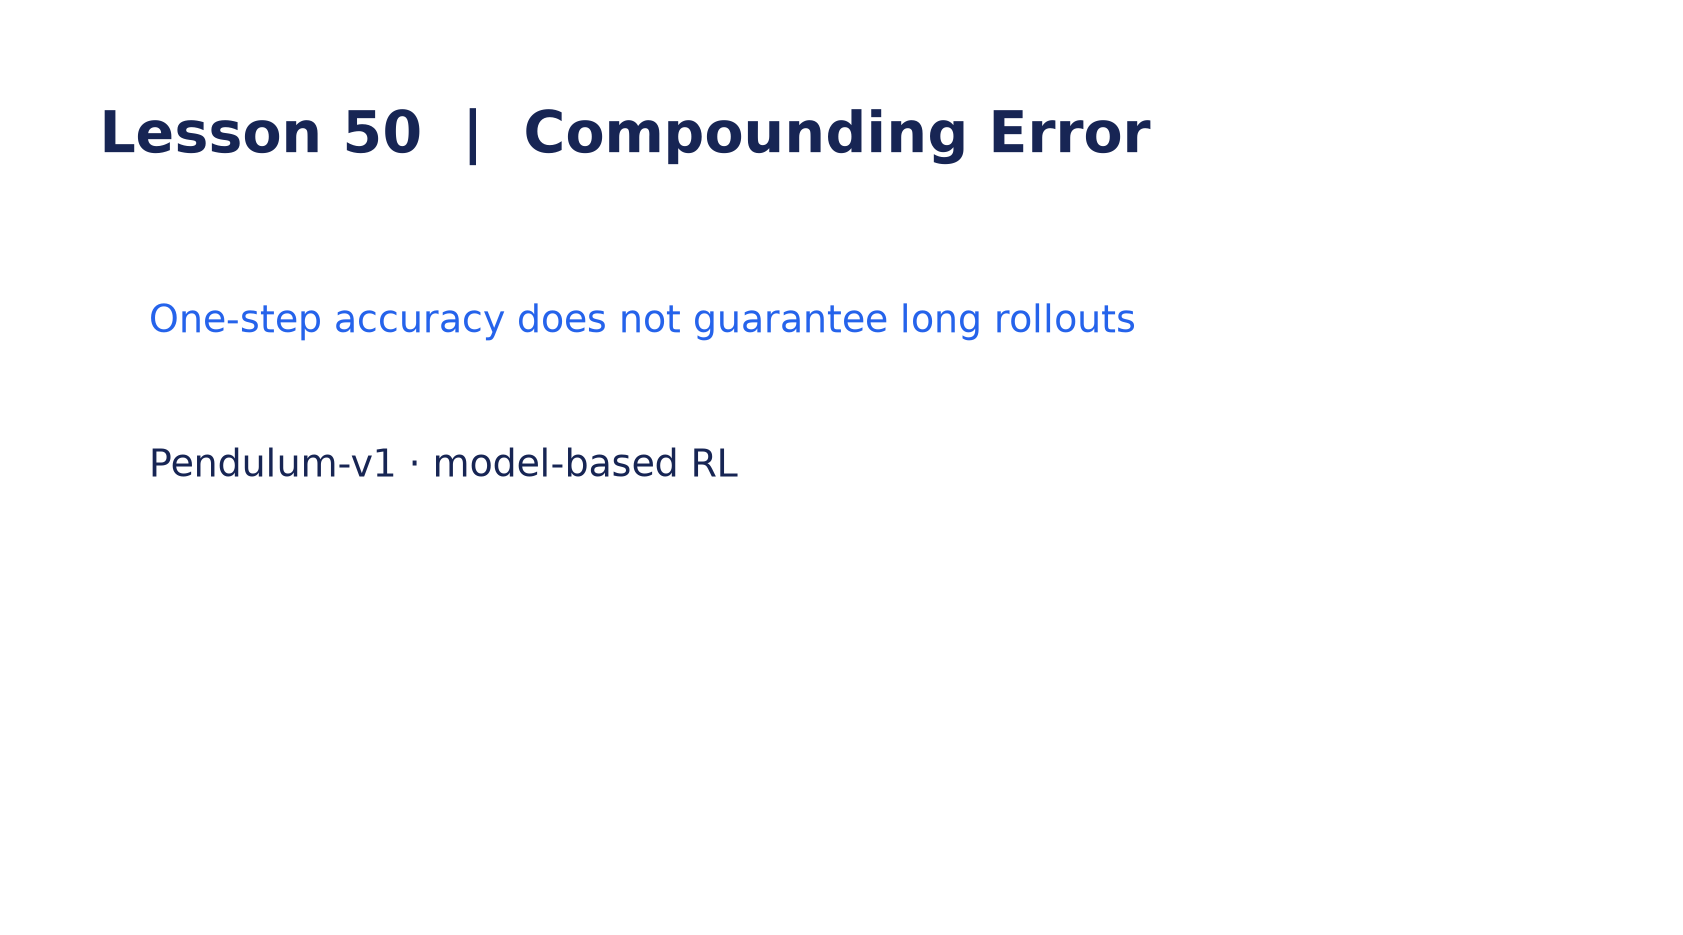 Lesson 50 | Compounding Error
One-step accuracy does not guarantee long rollouts
Pendulum-v1 · model-based RL